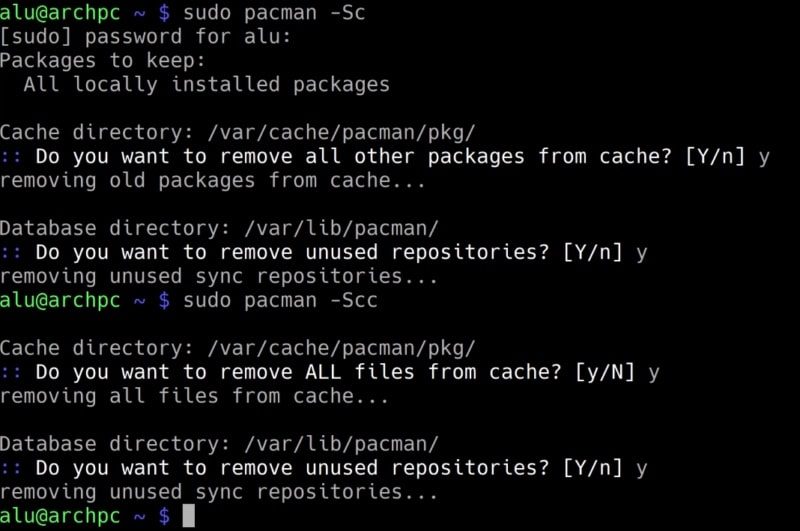 alu@archpc ~ $ sudo pacman -Sc
[sudo] password for alu:
Packages to keep:
  All locally installed packages

Cache directory: /var/cache/pacman/pkg/
:: Do you want to remove all other packages from cache? [Y/n] y
removing old packages from cache...

Database directory: /var/lib/pacman/
:: Do you want to remove unused repositories? [Y/n] y
removing unused sync repositories...
alu@archpc ~ $ sudo pacman -Scc

Cache directory: /var/cache/pacman/pkg/
:: Do you want to remove ALL files from cache? [y/N] y
removing all files from cache...

Database directory: /var/lib/pacman/
:: Do you want to remove unused repositories? [Y/n] y
removing unused sync repositories...
alu@archpc ~ $